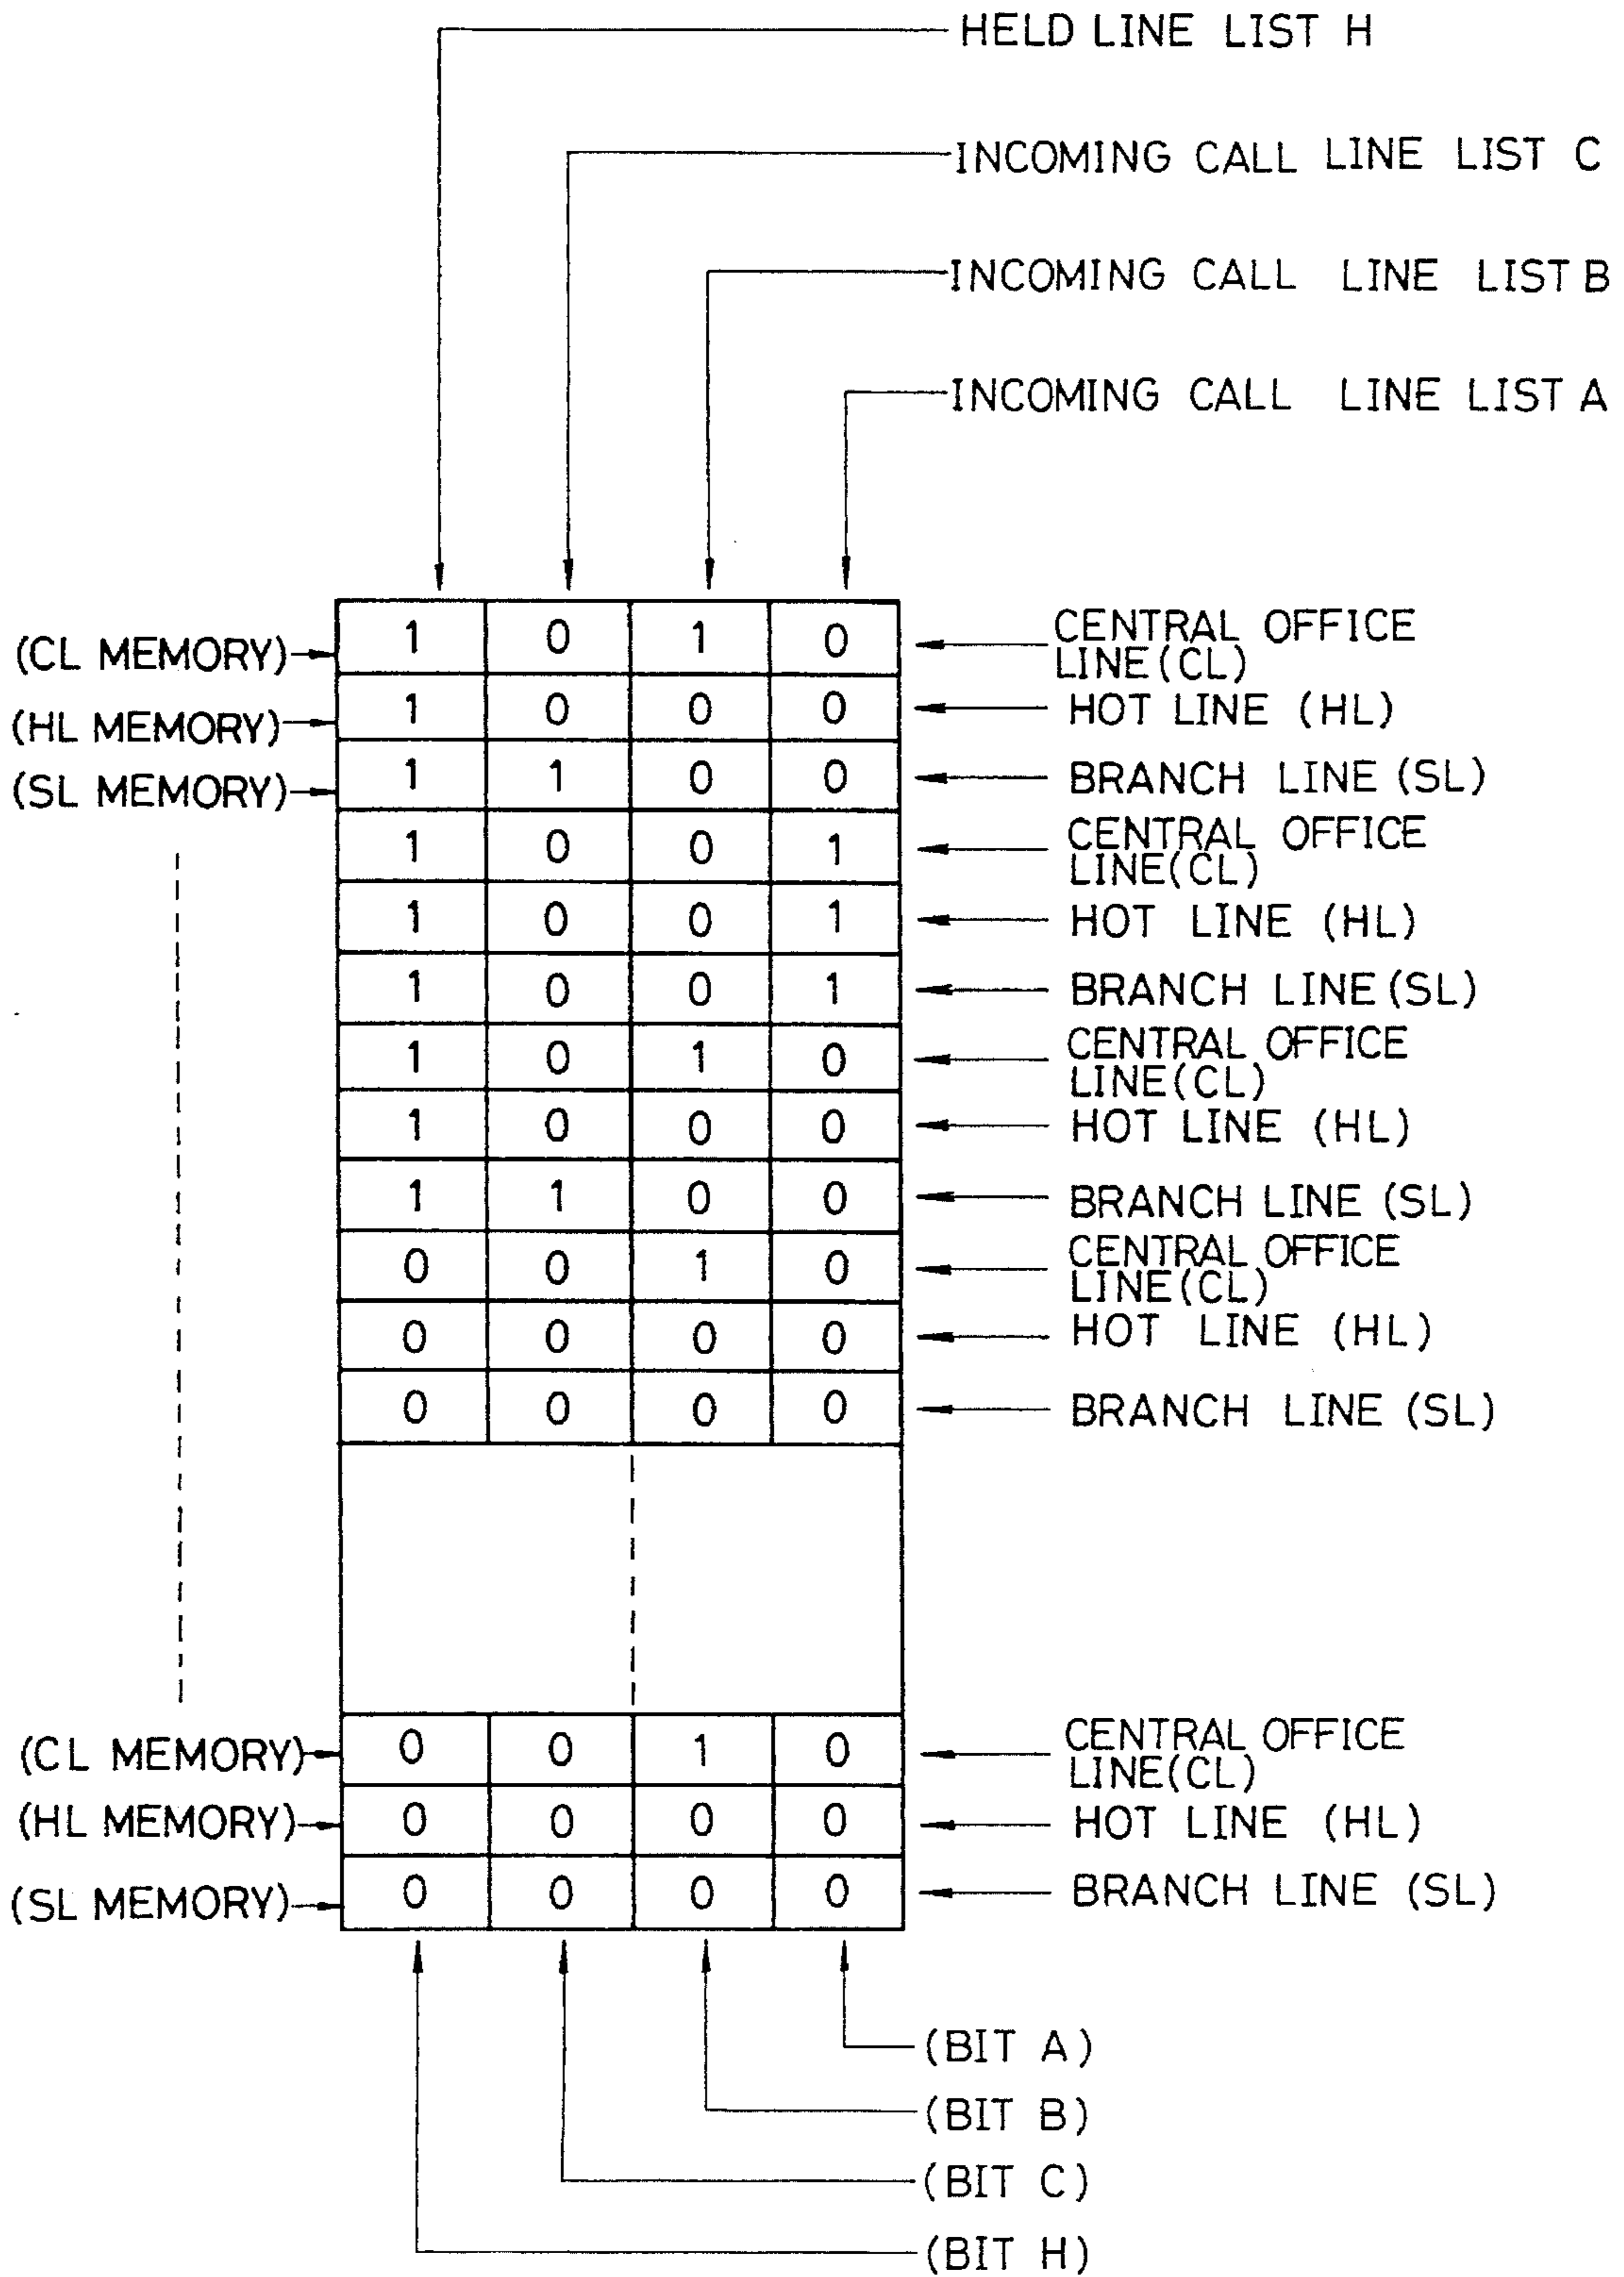 HELD LINE LIST H
INCOMING CALL LINE LIST C
INCOMING CALL LINE LIST B
INCOMING CALL LINE LIST A
(CL MEMORY) 1 0 1 0 CENTRAL OFFICE
LINE(CL)
(HL MEMORY) 1 0 0 0 HOT LINE (HL)
(SL MEMORY) 1 1 0 0 BRANCH LINE (SL)
1 0 0 1 CENTRAL OFFICE
LINE(CL)
1 0 0 1 HOT LINE (HL)
1 0 0 1 BRANCH LINE (SL)
1 0 1 0 CENTRAL OFFICE
LINE(CL)
1 0 0 0 HOT LINE (HL)
1 1 0 0 BRANCH LINE (SL)
0 0 1 0 CENTRAL OFFICE
LINE(CL)
0 0 0 0 HOT LINE (HL)
0 0 0 0 BRANCH LINE (SL)
(CL MEMORY) 0 0 1 0 CENTRAL OFFICE
LINE(CL)
(HL MEMORY) 0 0 0 0 HOT LINE (HL)
(SL MEMORY) 0 0 0 0 BRANCH LINE (SL)
(BIT A)
(BIT B)
(BIT C)
(BIT H)